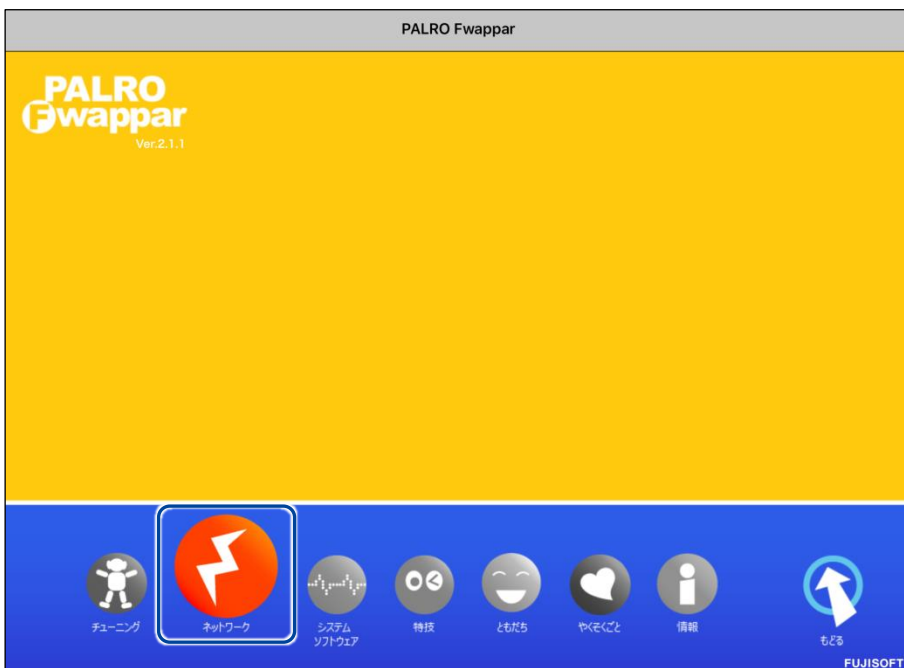 PALRO Fwappar
PALRO
Fwappar
Ver.2.1.1
チューニング
ネットワーク
システム
ソフトウェア
特技
ともだち
やくそくごと
情報
もどる
FUJISOFT